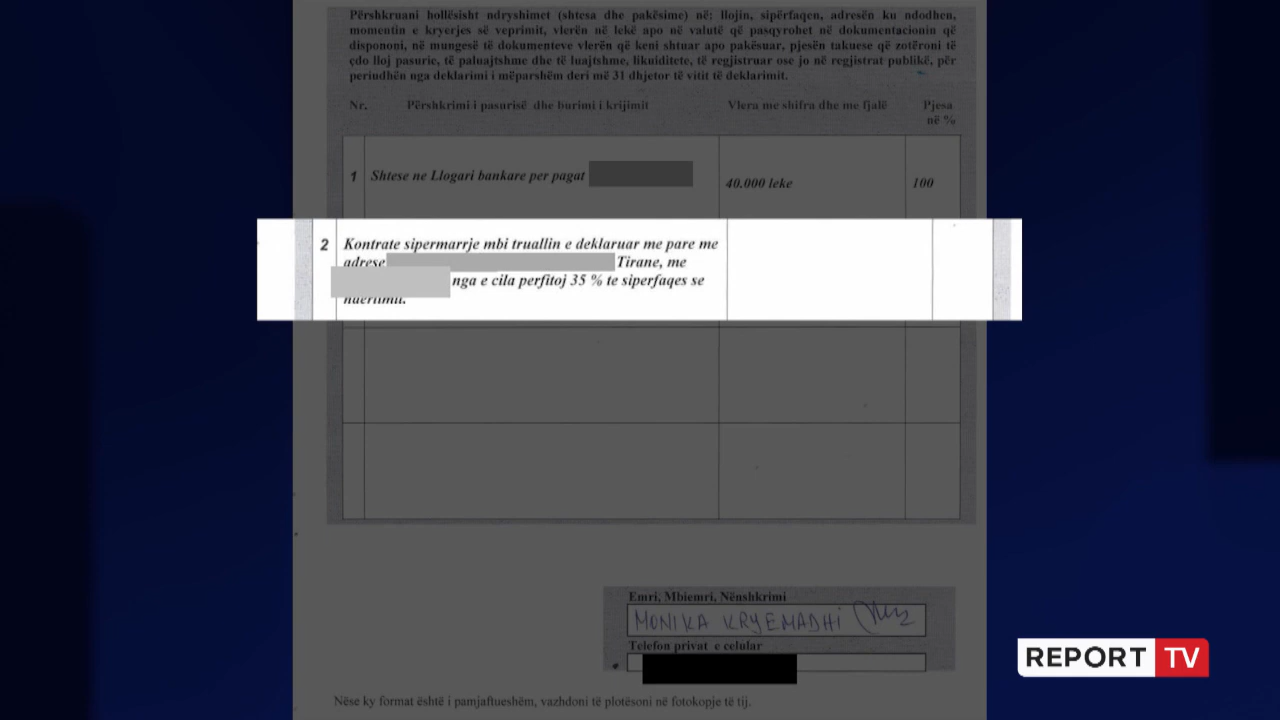 Përshkruani hollësisht ndryshimet (shtesa dhe pakësime) në: llojin, sipërfaqen, adresën ku ndodhen,
momentin e kryerjes së veprimit, vlerën në lekë apo në valutë që pasqyrohet në dokumentacionin që
disponon, në mungesë të dokumenteve vlerën që keni shtuar apo pakësuar, pjesën takuese që zotëroni të
çdo lloj pasurie, të paluajtshme dhe të luajtshme, likuiditete, të regjistruar ose jo në regjistrat publikë, për
periudhën nga deklarimi i mëparshëm deri më 31 dhjetor të vitit të deklarimit.
Nr. Përshkrimi i pasurisë dhe burimi i krijimit Vlera me shifra dhe me fjalë Pjesa
në %
1 Shtese ne Llogari bankare per pagat 40.000 leke 100
2 Kontrate sipermarrje mbi truallin e deklaruar me pare me
adrese Tirane, me
nga e cila perfitoj 35 % te siperfaqes se
ndertimit.
Emri, Mbiemri, Nënshkrimi
MONIKA KRYEMADHI
Telefon privat e celular
REPORT TV
Nëse ky format është i pamjaftueshëm, vazhdoni të plotësoni në fotokopje të tij.